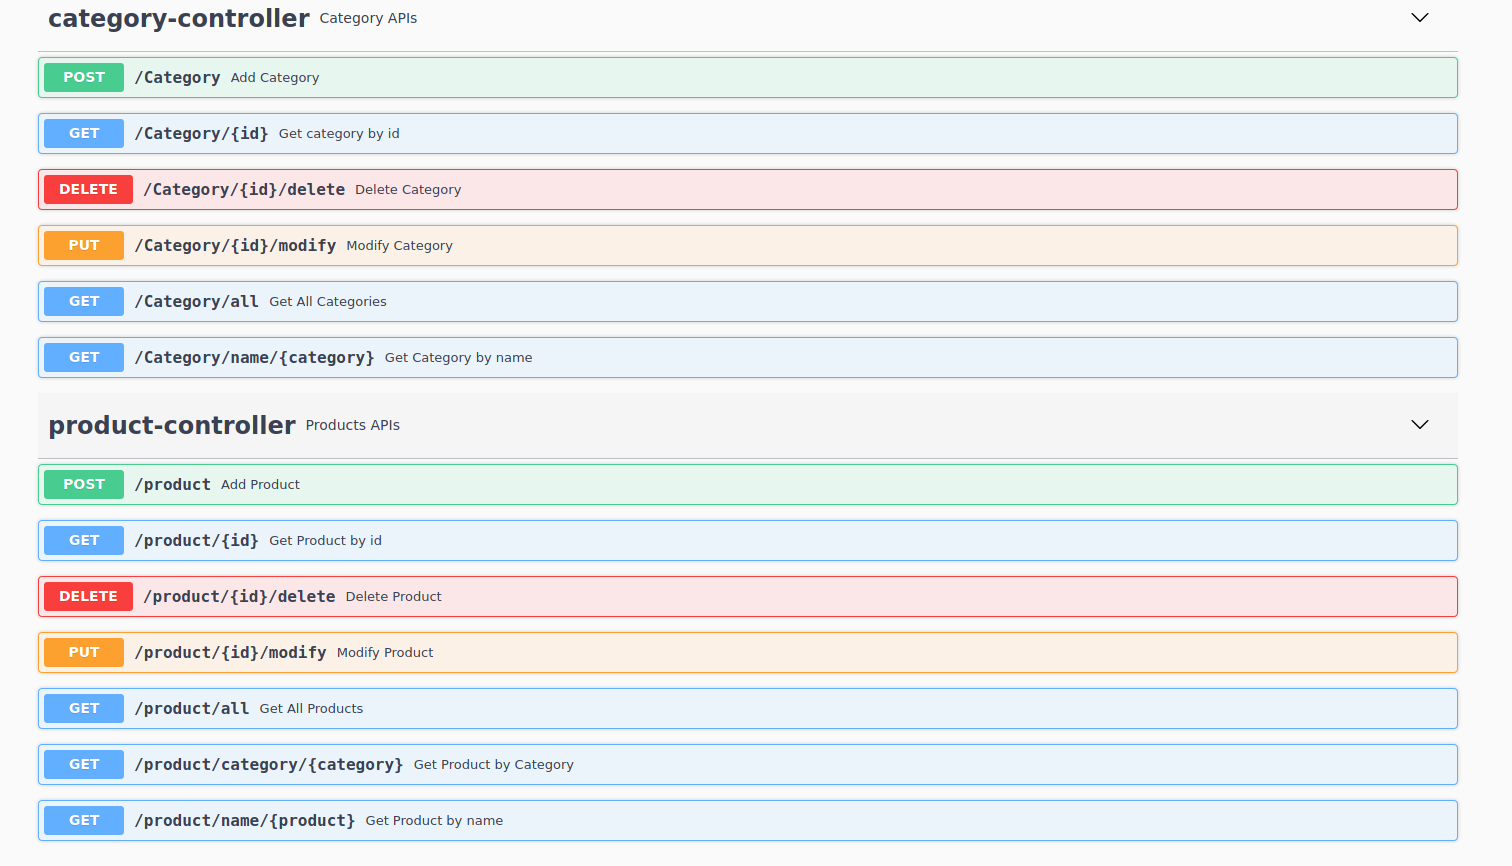 category-controller Category APIs
POST /Category Add Category
GET /Category/{id} Get category by id
DELETE /Category/{id}/delete Delete Category
PUT /Category/{id}/modify Modify Category
GET /Category/all Get All Categories
GET /Category/name/{category} Get Category by name
product-controller Products APIs
POST /product Add Product
GET /product/{id} Get Product by id
DELETE /product/{id}/delete Delete Product
PUT /product/{id}/modify Modify Product
GET /product/all Get All Products
GET /product/category/{category} Get Product by Category
GET /product/name/{product} Get Product by name